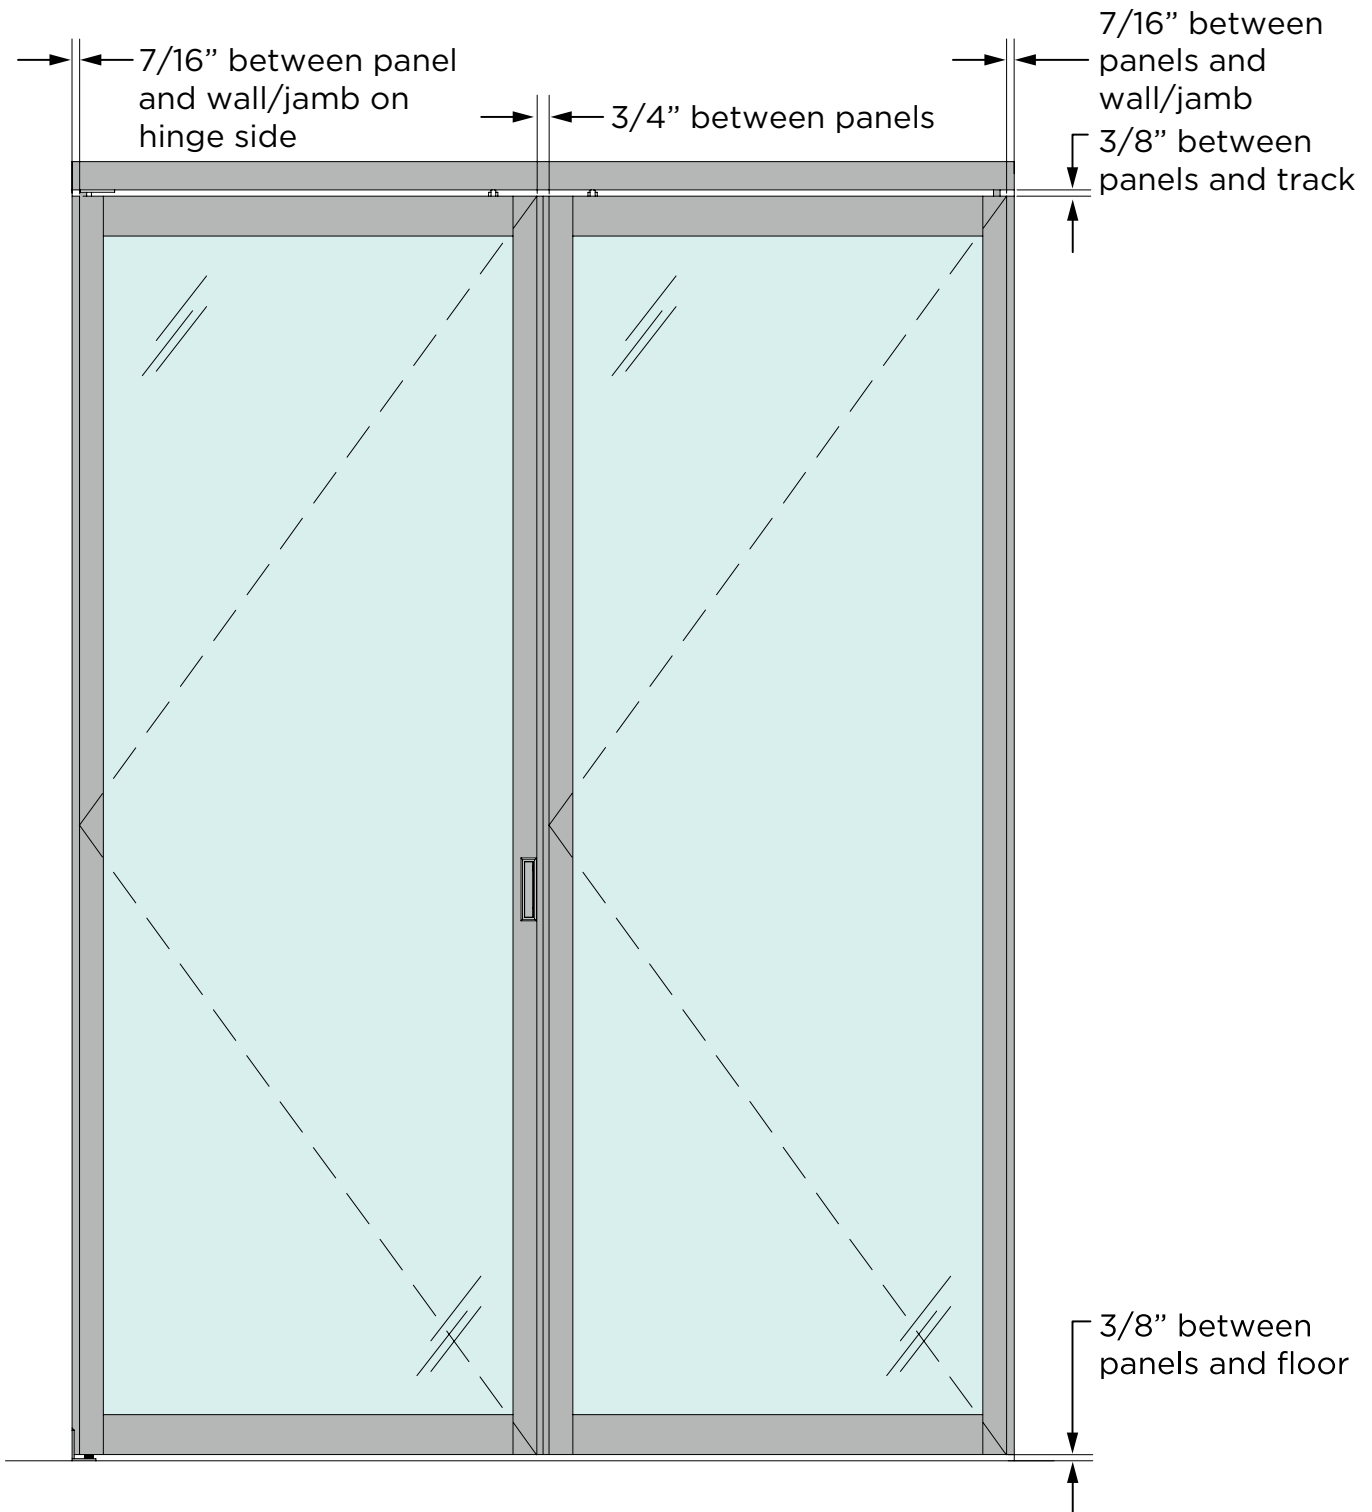 7/16” between panel
and wall/jamb on
hinge side
3/4” between panels
7/16” between
panels and
wall/jamb
3/8” between
panels and track
3/8” between
panels and floor